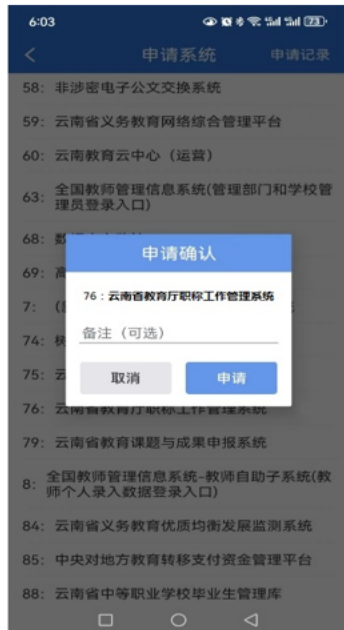 6:03
73
申请系统
申请记录
58: 非涉密电子公文交换系统
59: 云南省义务教育网络综合管理平台
60: 云南教育云中心（运营）
63: 全国教师管理信息系统(管理部门和学校管
理员登录入口)
68:
申请确认
69:
76：云南省教育厅职称工作管理系统
7:
备注（可选）
74:
75:
取消
申请
76: 云南省教育厅职称工作管理系统
79: 云南省教育课题与成果申报系统
8: 全国教师管理信息系统-教师自助子系统(教
师个人录入数据登录入口)
84: 云南省义务教育优质均衡发展监测系统
85: 中央对地方教育转移支付资金管理平台
88: 云南省中等职业学校毕业生管理库